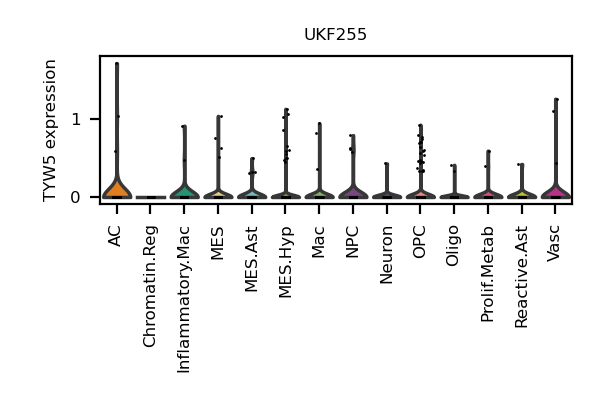 UKF255
TYW5 expression
1
0
AC
Chromatin.Reg
Inflammatory.Mac
MES
MES.Ast
MES.Hyp
Mac
NPC
Neuron
OPC
Oligo
Prolif.Metab
Reactive.Ast
Vasc